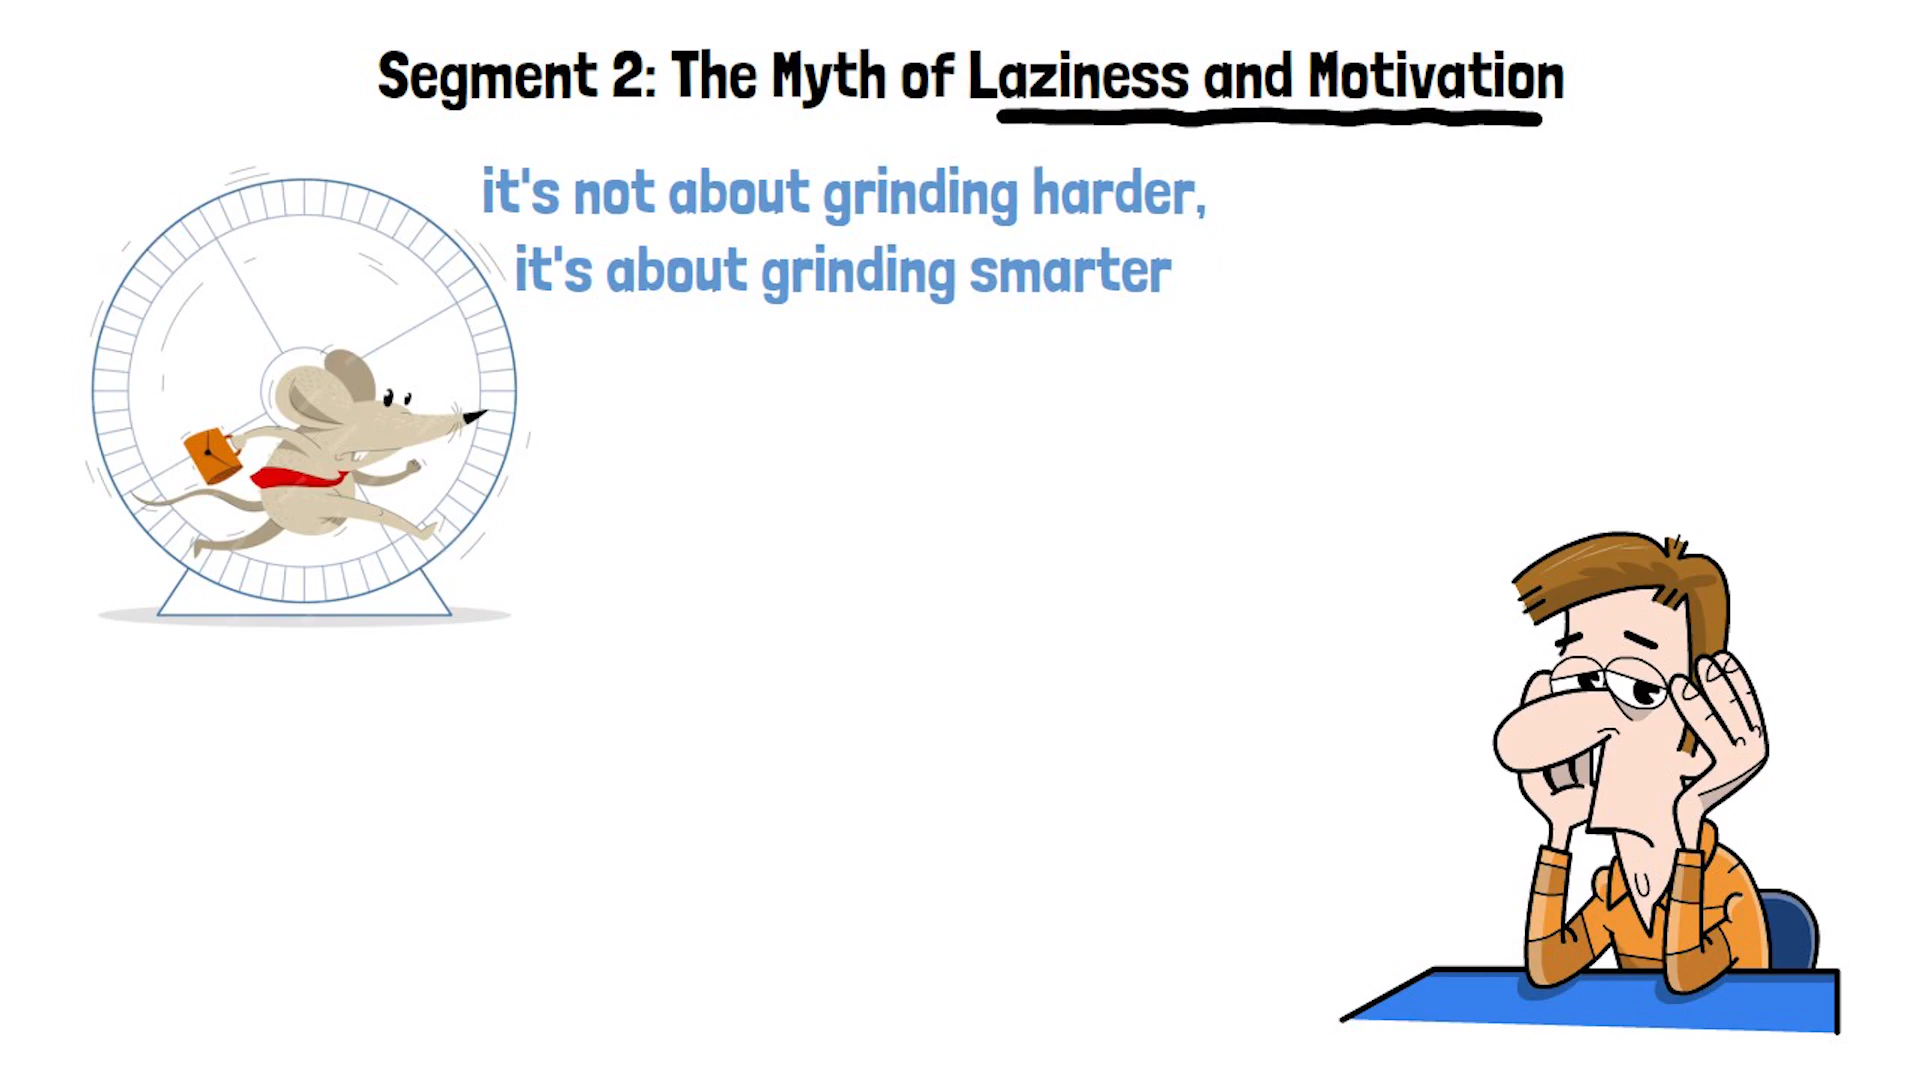 Segment 2: The Myth of Laziness and Motivation
it's not about grinding harder,
it's about grinding smarter